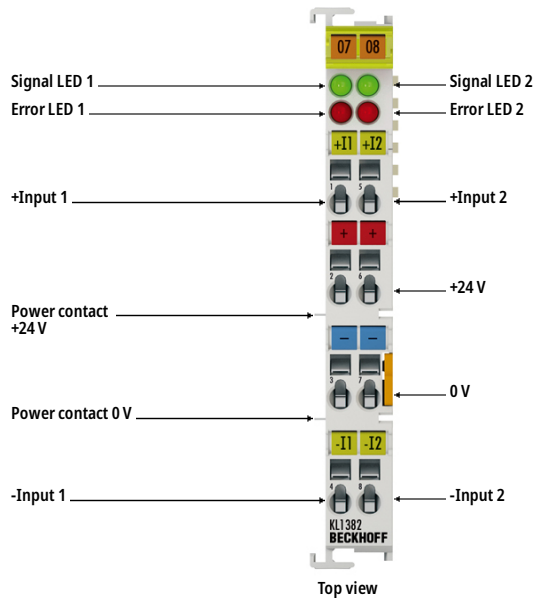 07 08
Signal LED 1
Signal LED 2
Error LED 1
Error LED 2
+I1 +I2
1 5
+Input 1
+Input 2
+ +
2 6
+24 V
Power contact
+24 V
− −
3 7
0 V
Power contact 0 V
-I1 -I2
4 8
-Input 1
-Input 2
KL1382
BECKHOFF
Top view